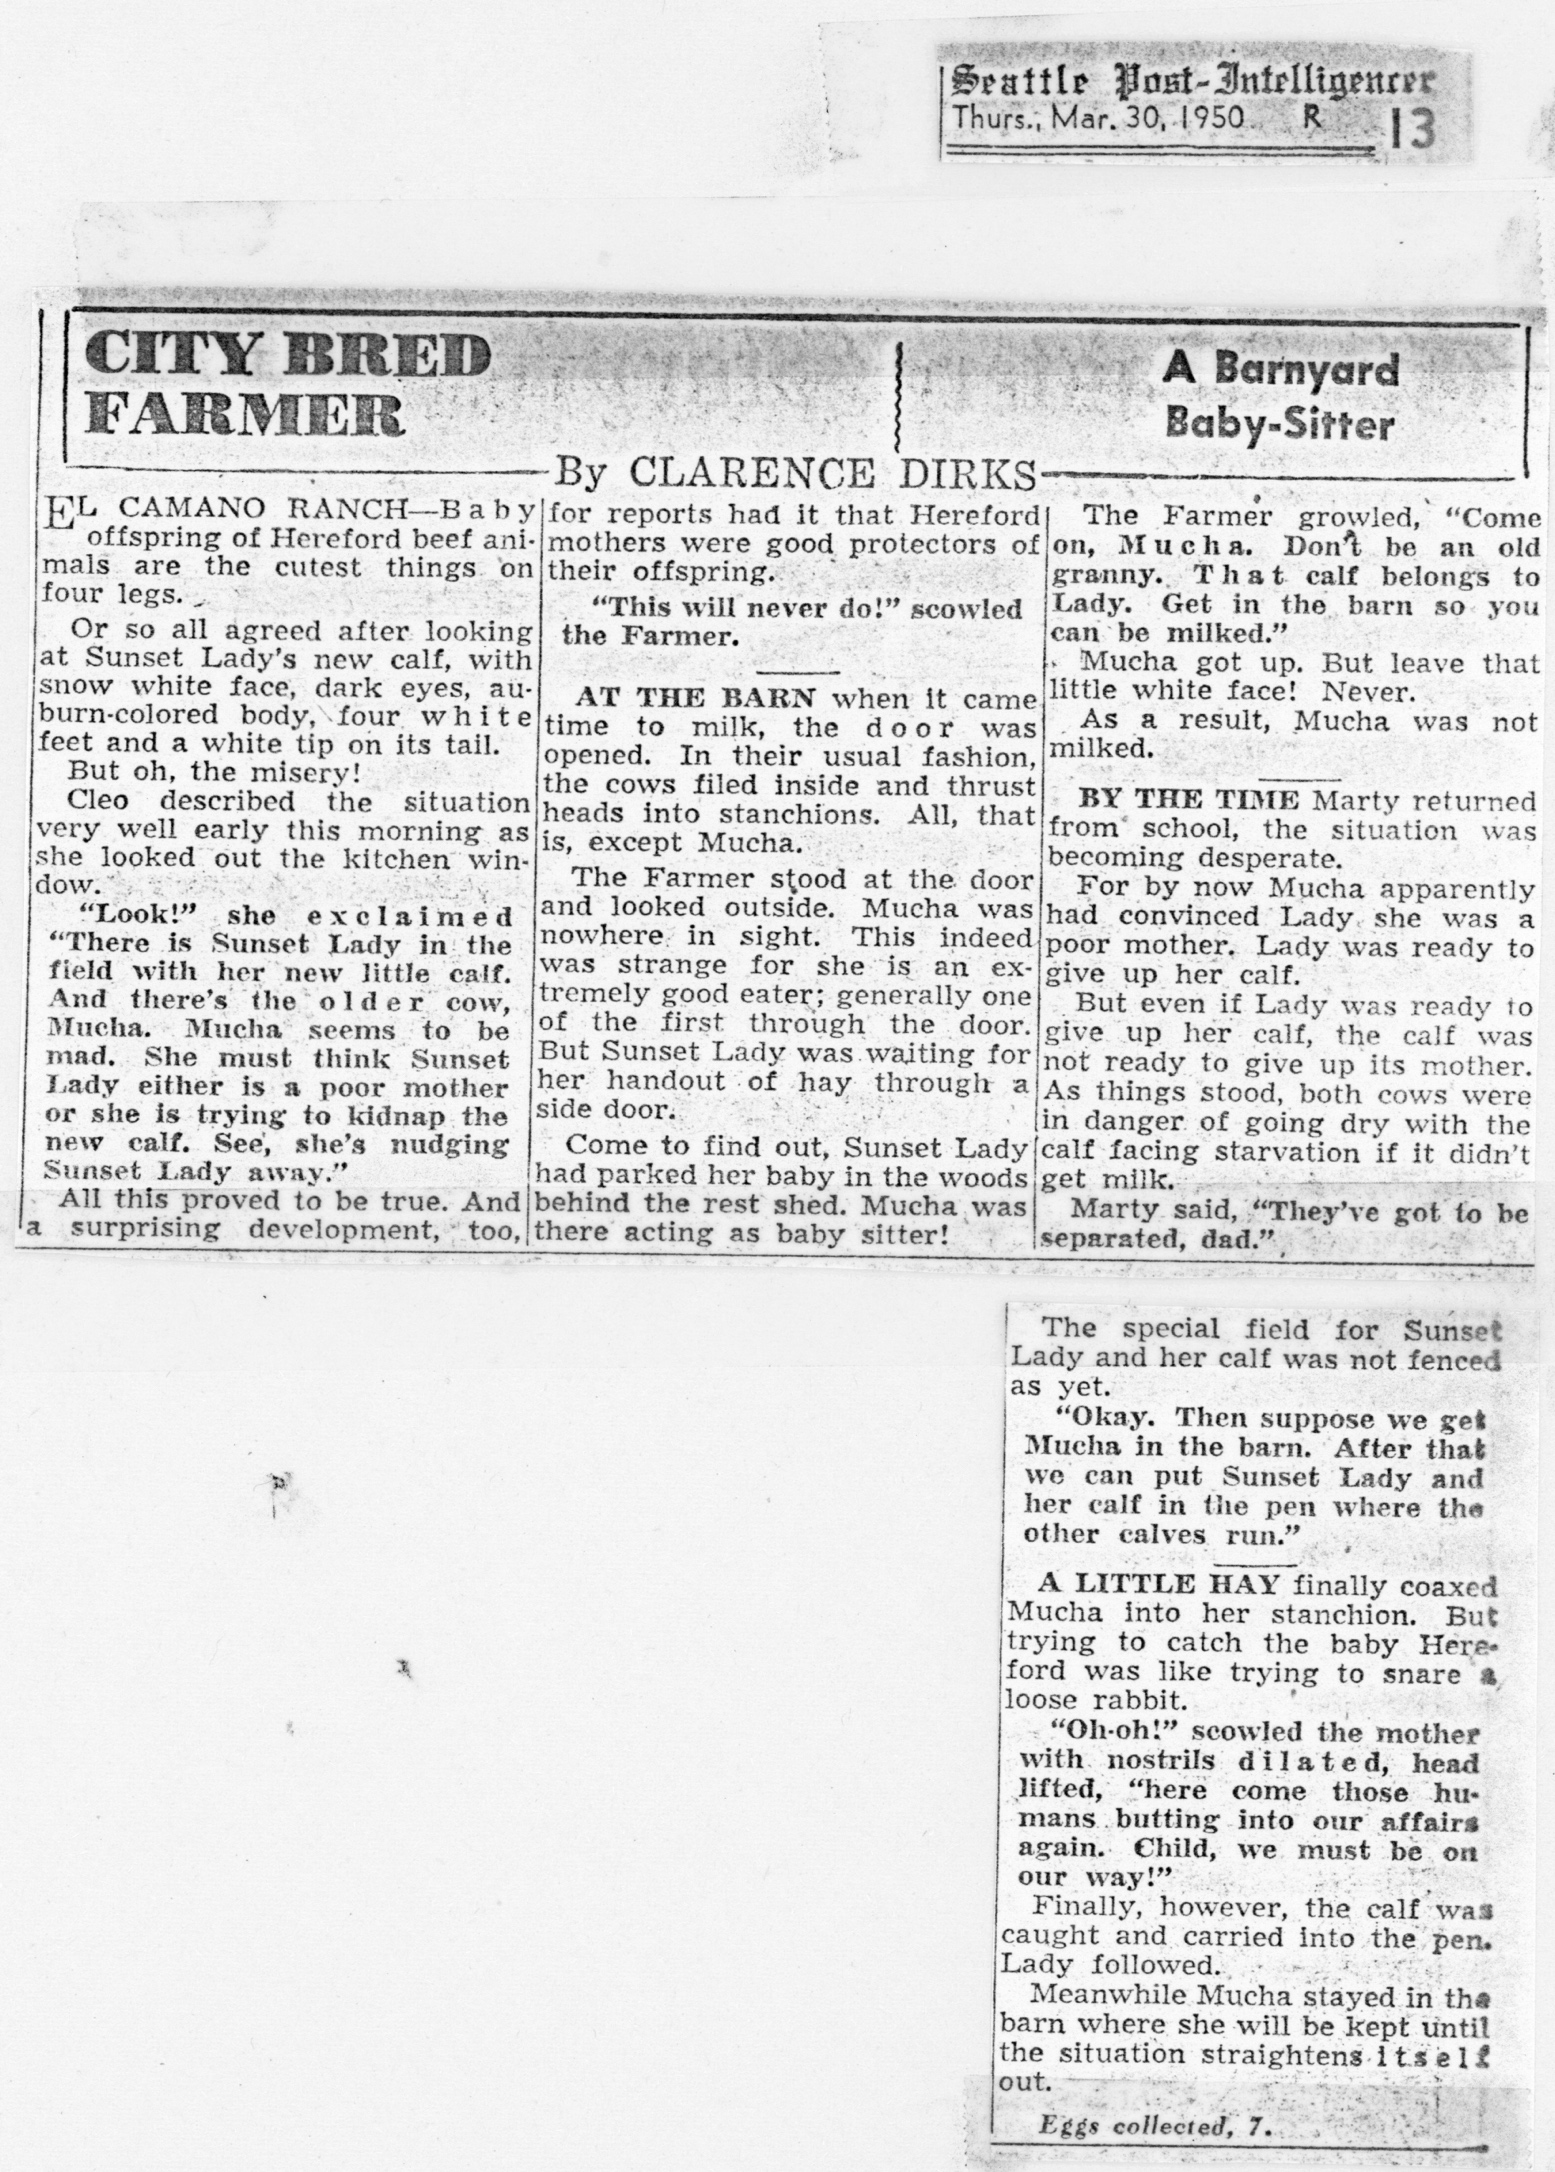 Seattle Post-Intelligencer
Thurs., Mar. 30, 1950 R 13
CITY BRED
FARMER
A Barnyard
Baby-Sitter
By CLARENCE DIRKS
EL CAMANO RANCH—Baby
offspring of Hereford beef ani-
mals are the cutest things on
four legs.
Or so all agreed after looking
at Sunset Lady's new calf, with
snow white face, dark eyes, au-
burn-colored body, four white
feet and a white tip on its tail.
But oh, the misery!
Cleo described the situation
very well early this morning as
she looked out the kitchen win-
dow.
"Look!" she exclaimed
"There is Sunset Lady in the
field with her new little calf.
And there's the older cow,
Mucha. Mucha seems to be
mad. She must think Sunset
Lady either is a poor mother
or she is trying to kidnap the
new calf. See, she's nudging
Sunset Lady away."
All this proved to be true. And
a surprising development, too,
for reports had it that Hereford
mothers were good protectors of
their offspring.
"This will never do!" scowled
the Farmer.
AT THE BARN when it came
time to milk, the door was
opened. In their usual fashion,
the cows filed inside and thrust
heads into stanchions. All, that
is, except Mucha.
The Farmer stood at the door
and looked outside. Mucha was
nowhere in sight. This indeed
was strange for she is an ex-
tremely good eater; generally one
of the first through the door.
But Sunset Lady was waiting for
her handout of hay through a
side door.
Come to find out, Sunset Lady
had parked her baby in the woods
behind the rest shed. Mucha was
there acting as baby sitter!
The Farmer growled, "Come
on, Mucha. Don't be an old
granny. That calf belongs to
Lady. Get in the barn so you
can be milked."
Mucha got up. But leave that
little white face! Never.
As a result, Mucha was not
milked.
BY THE TIME Marty returned
from school, the situation was
becoming desperate.
For by now Mucha apparently
had convinced Lady she was a
poor mother. Lady was ready to
give up her calf.
But even if Lady was ready to
give up her calf, the calf was
not ready to give up its mother.
As things stood, both cows were
in danger of going dry with the
calf facing starvation if it didn't
get milk.
Marty said, "They've got to be
separated, dad."
The special field for Sunset
Lady and her calf was not fenced
as yet.
"Okay. Then suppose we get
Mucha in the barn. After that
we can put Sunset Lady and
her calf in the pen where the
other calves run."
A LITTLE HAY finally coaxed
Mucha into her stanchion. But
trying to catch the baby Here-
ford was like trying to snare a
loose rabbit.
"Oh-oh!" scowled the mother
with nostrils dilated, head
lifted, "here come those hu-
mans butting into our affairs
again. Child, we must be on
our way!"
Finally, however, the calf was
caught and carried into the pen.
Lady followed.
Meanwhile Mucha stayed in the
barn where she will be kept until
the situation straightens itself
out.
Eggs collected, 7.